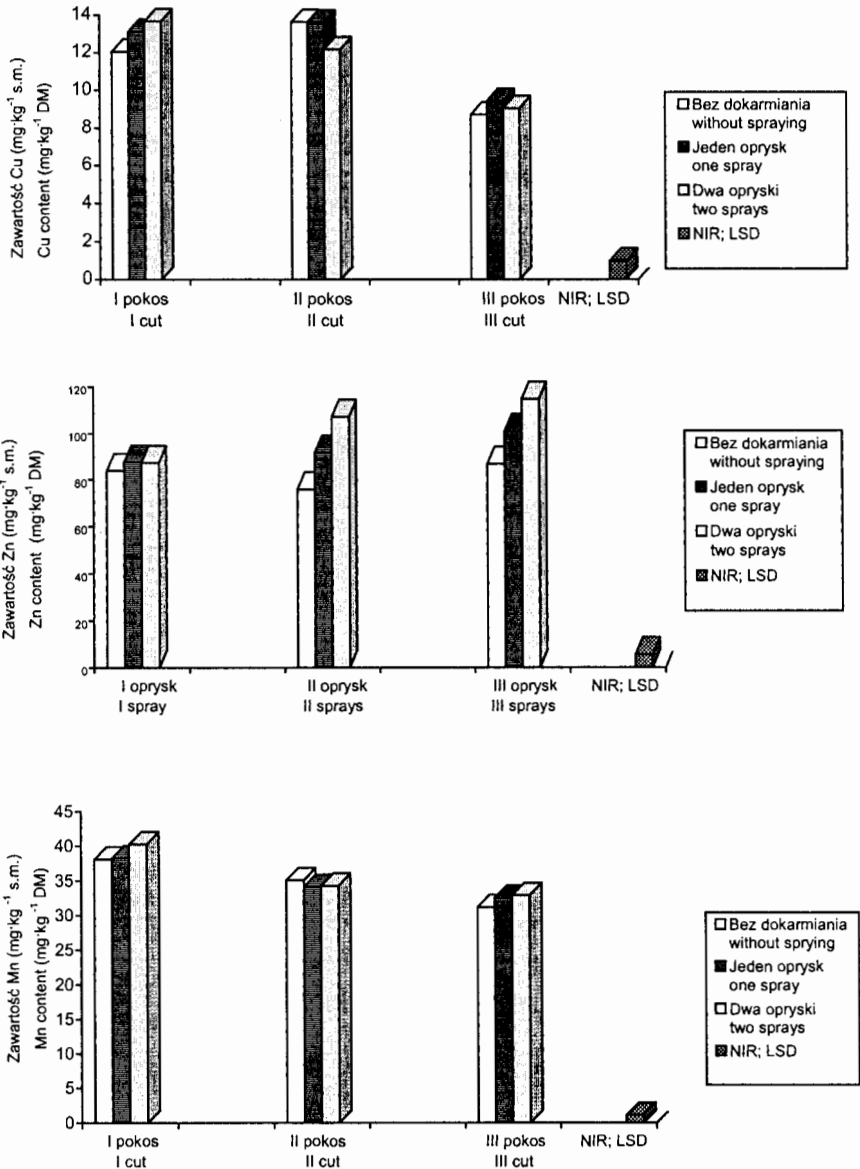 Zawartość Cu (mg·kg⁻¹ s.m.)
Cu content (mg·kg⁻¹ DM)
14
12
10
8
6
4
2
0
I pokos
I cut
II pokos
II cut
III pokos
III cut
NIR; LSD
Bez dokarmiania
without spraying
Jeden oprysk
one spray
Dwa opryski
two sprays
NIR; LSD
Zawartość Zn (mg·kg⁻¹ s.m.)
Zn content (mg·kg⁻¹ DM)
120
100
80
60
40
20
0
I oprysk
I spray
II oprysk
II sprays
III oprysk
III sprays
NIR; LSD
Bez dokarmiania
without spraying
Jeden oprysk
one spray
Dwa opryski
two sprays
NIR; LSD
Zawartość Mn (mg·kg⁻¹ s.m.)
Mn content (mg·kg⁻¹ DM)
45
40
35
30
25
20
15
10
5
0
I pokos
I cut
II pokos
II cut
III pokos
III cut
NIR; LSD
Bez dokarmiania
without sprying
Jeden oprysk
one spray
Dwa opryski
two sprays
NIR; LSD